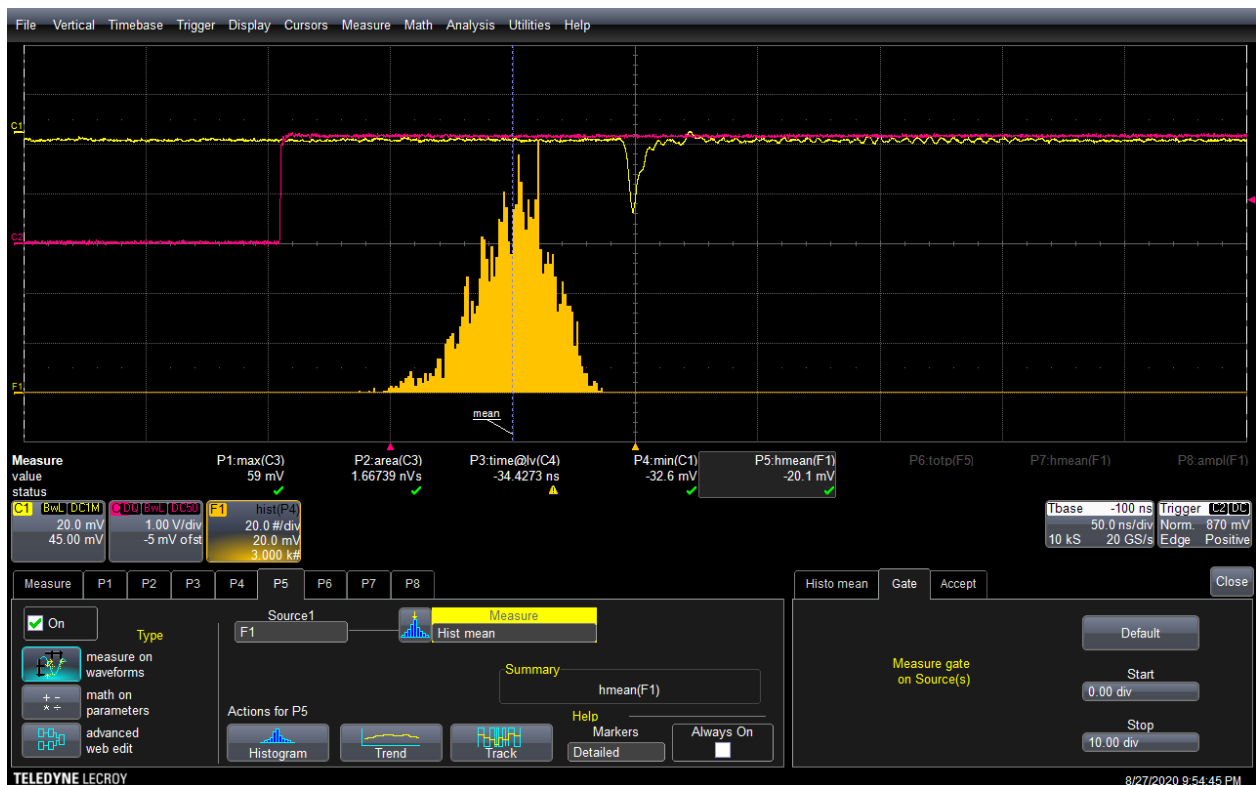 File Vertical Timebase Trigger Display Cursors Measure Math Analysis Utilities Help
C1
C2
F1
mean
Measure P1:max(C3) P2:area(C3) P3:time@lv(C4) P4:min(C1) P5:hmean(F1) P6:totp(F5) P7:hmean(F1) P8:ampl(F1)
value 59 mV 1.66739 nVs -34.4273 ns -32.6 mV -20.1 mV
status
C1 BwL DC1M C DQ BwL DC50 F1 hist(P4) Tbase -100 ns Trigger C2 DC
20.0 mV 1.00 V/div 20.0 #/div 50.0 ns/div Norm. 870 mV
45.00 mV -5 mV ofst 20.0 mV 10 kS 20 GS/s Edge Positive
3.000 k#
Measure P1 P2 P3 P4 P5 P6 P7 P8 Histo mean Gate Accept Close
On Type Source1 Measure
F1 Hist mean Default
measure on waveforms
Measure gate
on Source(s)
Summary
hmean(F1)
Start
0.00 div
math on parameters
Actions for P5 Help
Markers Always On
Stop
advanced web edit
Histogram Trend Track Detailed 10.00 div
TELEDYNE LECROY 8/27/2020 9:54:45 PM